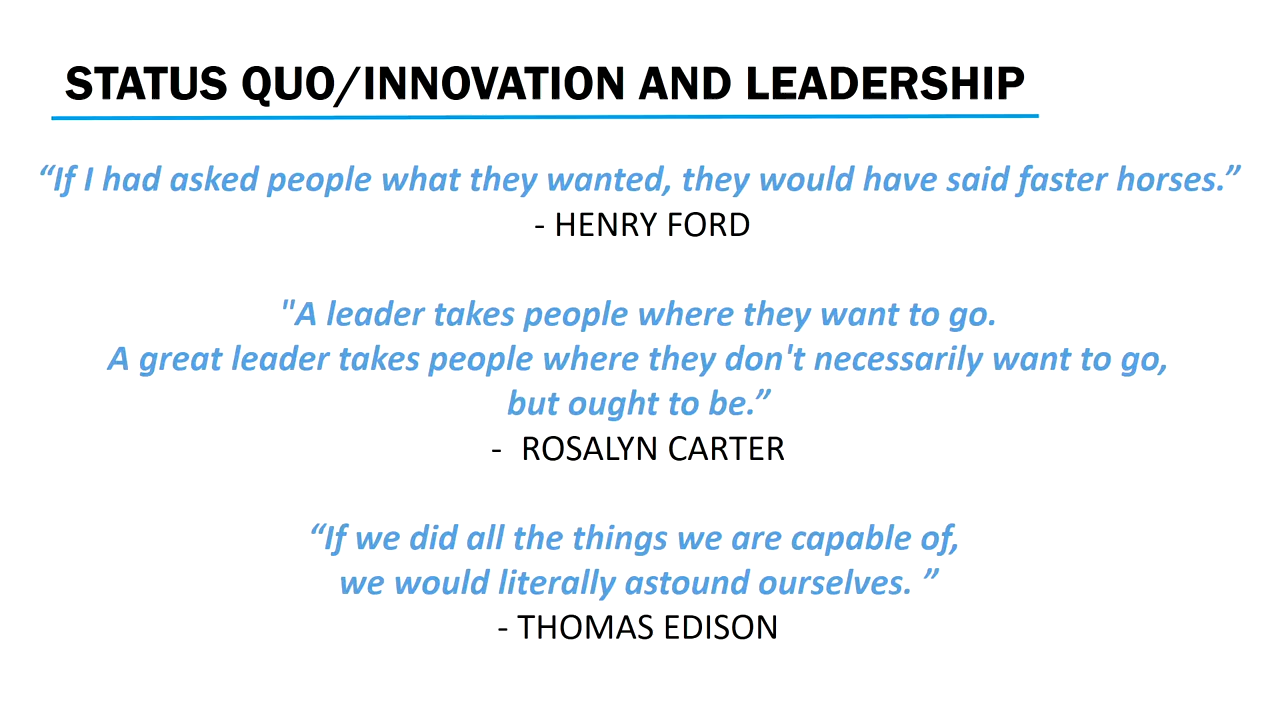 STATUS QUO/INNOVATION AND LEADERSHIP
“If I had asked people what they wanted, they would have said faster horses.”
- HENRY FORD
"A leader takes people where they want to go.
A great leader takes people where they don't necessarily want to go,
but ought to be.”
- ROSALYN CARTER
“If we did all the things we are capable of,
we would literally astound ourselves. ”
- THOMAS EDISON